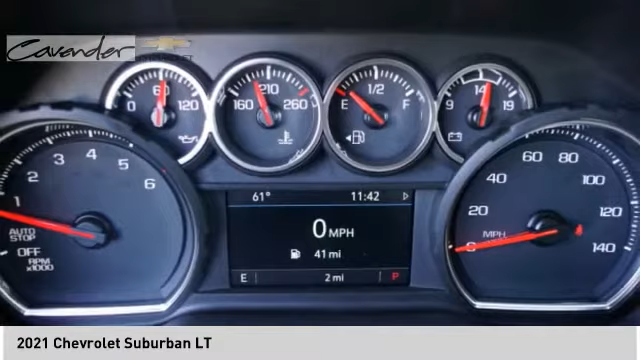 Cavender
0 60 120
160 210 260
E 1/2 F
9 14 19
1 2 3 4 5 6
AUTO STOP
OFF
RPM
x1000
61° 11:42
0 MPH
41 mi
E 2 mi P
20 40 60 80 100 120 140
MPH
2021 Chevrolet Suburban LT